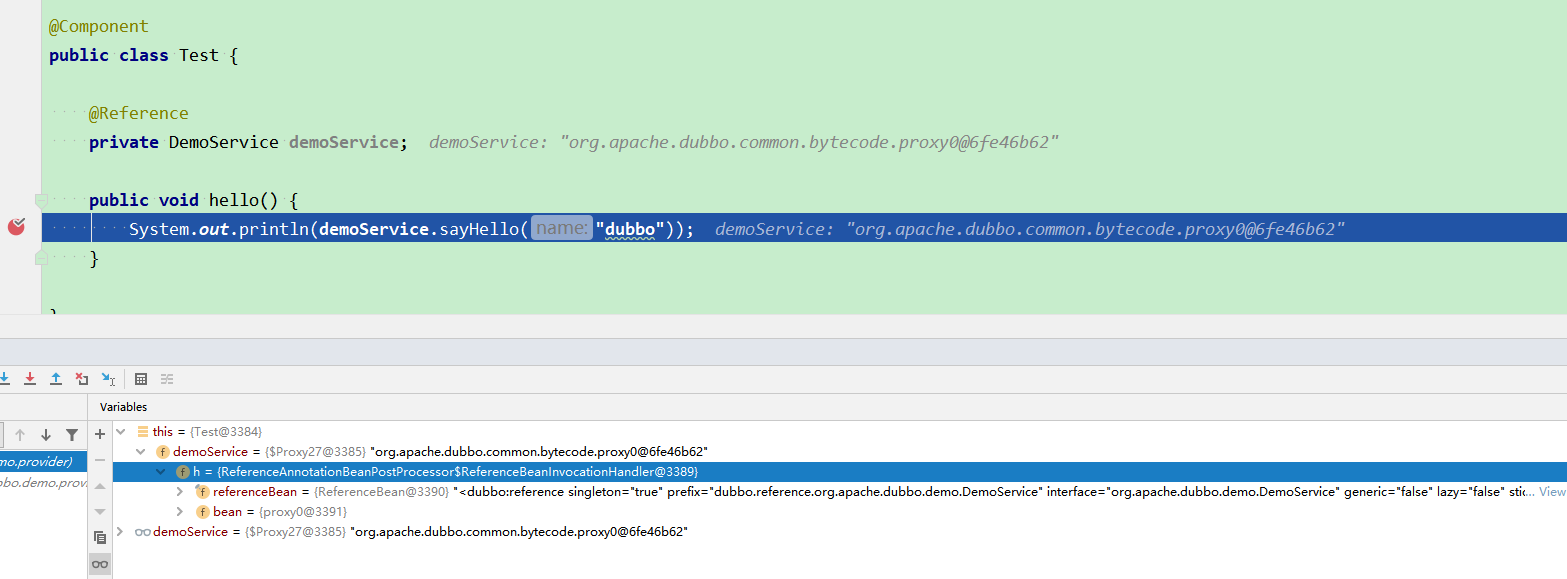 @Component
public class Test {
@Reference
private DemoService demoService; demoService: "org.apache.dubbo.common.bytecode.proxy0@6fe46b62"
public void hello() {
System.out.println(demoService.sayHello( name: "dubbo")); demoService: "org.apache.dubbo.common.bytecode.proxy0@6fe46b62"
}
Variables
this = {Test@3384}
demoService = {$Proxy27@3385} "org.apache.dubbo.common.bytecode.proxy0@6fe46b62"
mo.provider)
h = {ReferenceAnnotationBeanPostProcessor$ReferenceBeanInvocationHandler@3389}
bbo.demo.prov
referenceBean = {ReferenceBean@3390} "<dubbo:reference singleton="true" prefix="dubbo.reference.org.apache.dubbo.demo.DemoService" interface="org.apache.dubbo.demo.DemoService" generic="false" lazy="false" stic... View
bean = {proxy0@3391}
demoService = {$Proxy27@3385} "org.apache.dubbo.common.bytecode.proxy0@6fe46b62"